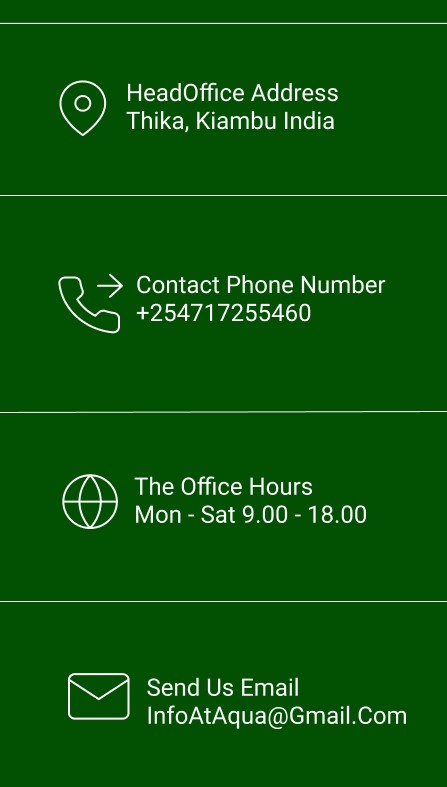 HeadOffice Address
Thika, Kiambu India
Contact Phone Number
+254717255460
The Office Hours
Mon - Sat 9.00 - 18.00
Send Us Email
InfoAtAqua@Gmail.Com